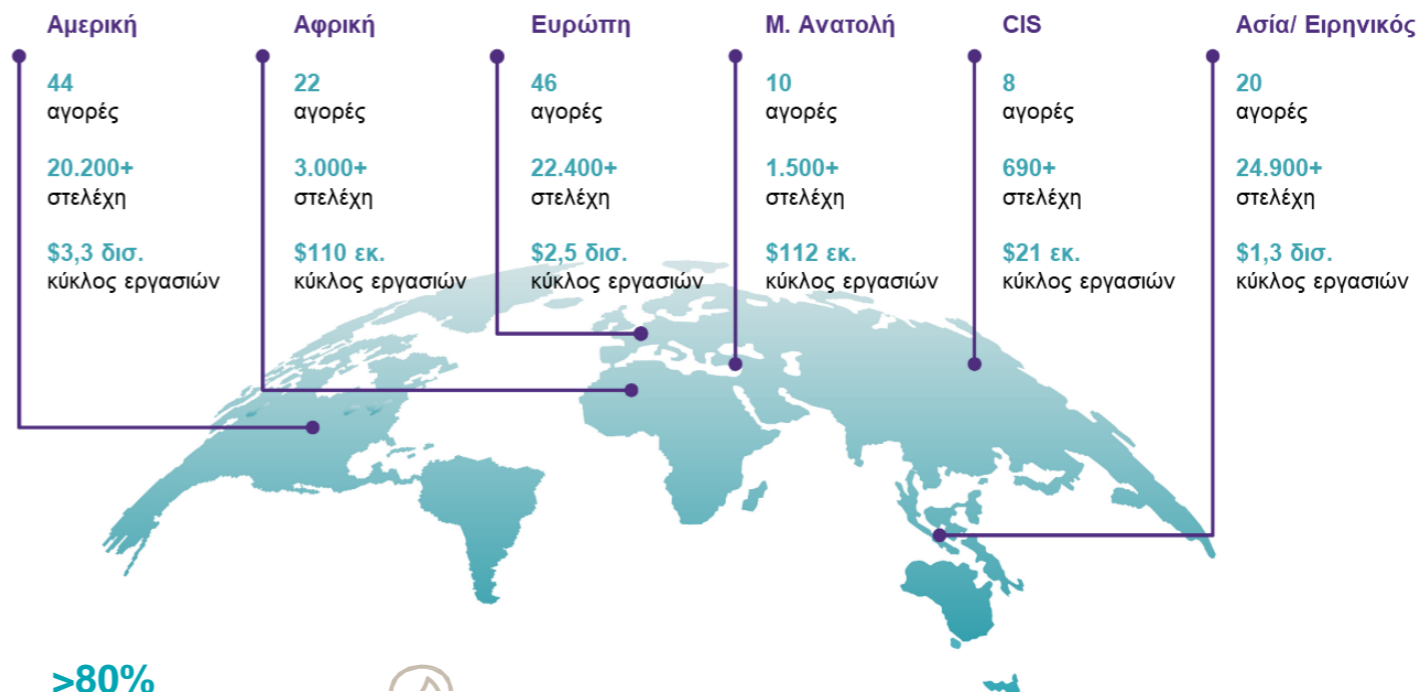 Αμερική
44
αγορές
20.200+
στελέχη
$3,3 δισ.
κύκλος εργασιών
Αφρική
22
αγορές
3.000+
στελέχη
$110 εκ.
κύκλος εργασιών
Ευρώπη
46
αγορές
22.400+
στελέχη
$2,5 δισ.
κύκλος εργασιών
Μ. Ανατολή
10
αγορές
1.500+
στελέχη
$112 εκ.
κύκλος εργασιών
CIS
8
αγορές
690+
στελέχη
$21 εκ.
κύκλος εργασιών
Ασία/ Ειρηνικός
20
αγορές
24.900+
στελέχη
$1,3 δισ.
κύκλος εργασιών
>80%